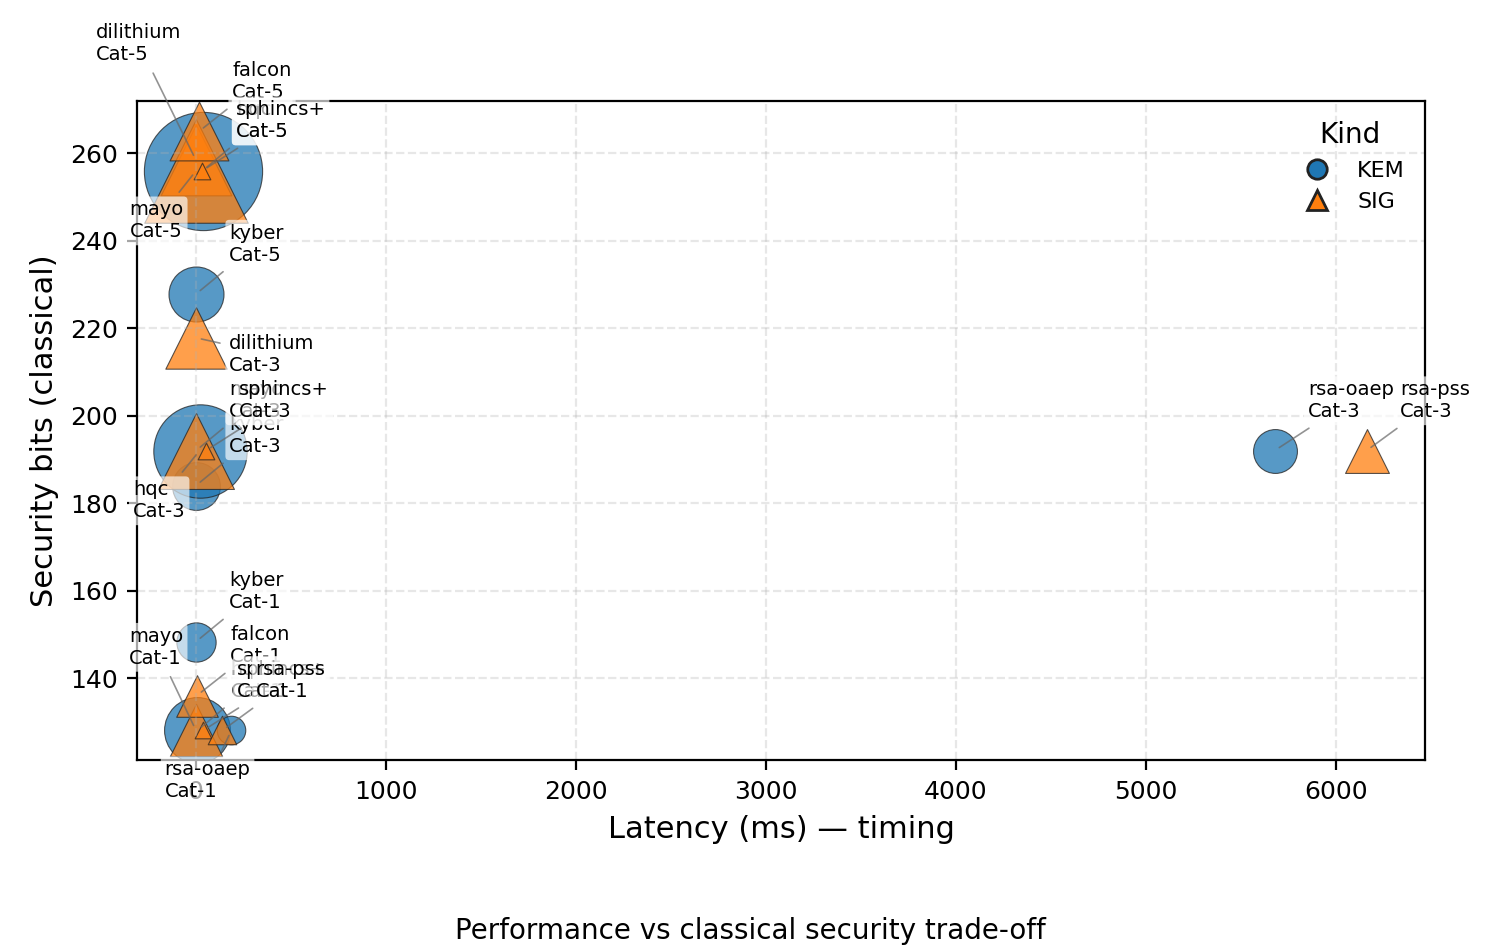 dilithium
Cat-5
falcon
Cat-5
sphincs+
Cat-5
mayo
Cat-5
kyber
Cat-5
dilithium
Cat-3
sphincs+
Cat-3
kyber
Cat-3
hqc
Cat-3
rsa-oaep
Cat-3
rsa-pss
Cat-3
kyber
Cat-1
mayo
Cat-1
falcon
Cat-1
rsa-pss
Cat-1
rsa-oaep
Cat-1
Kind
KEM
SIG
260
240
220
200
180
160
140
Security bits (classical)
0
1000
2000
3000
4000
5000
6000
Latency (ms) — timing
Performance vs classical security trade-off